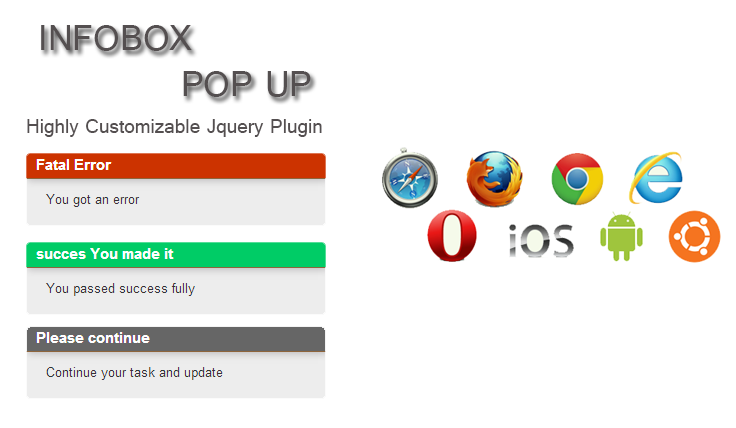 INFOBOX
POP UP
Highly Customizable Jquery Plugin
Fatal Error
You got an error
succes You made it
You passed success fully
Please continue
Continue your task and update
iOS